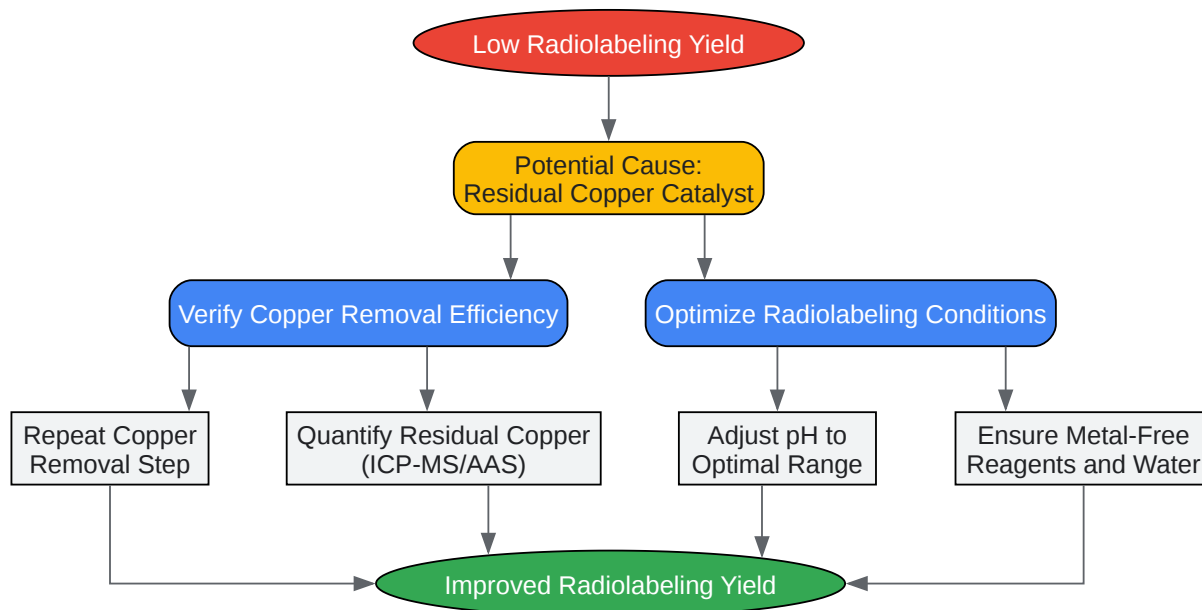 Low Radiolabeling Yield
Potential Cause:
Residual Copper Catalyst
Verify Copper Removal Efficiency
Optimize Radiolabeling Conditions
Repeat Copper
Removal Step
Quantify Residual Copper
(ICP-MS/AAS)
Adjust pH to
Optimal Range
Ensure Metal-Free
Reagents and Water
Improved Radiolabeling Yield